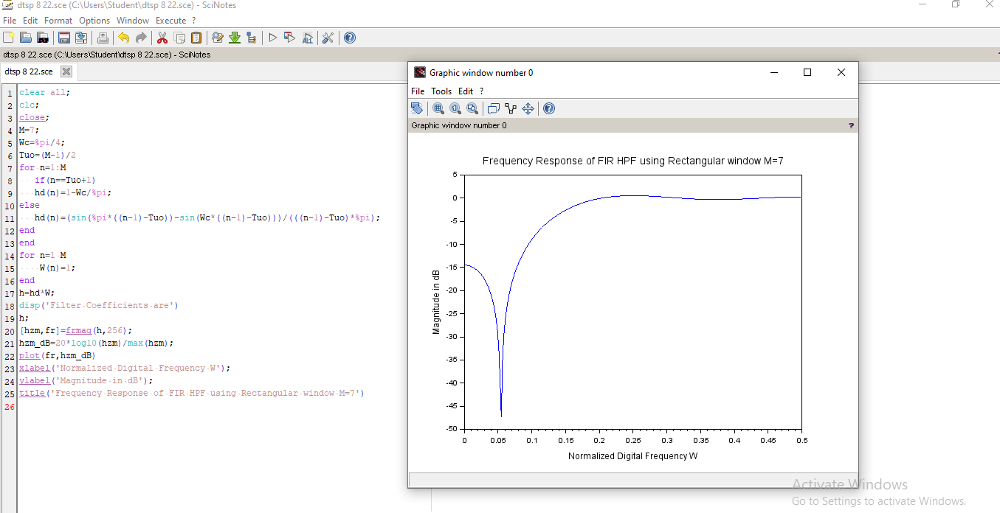 dtsp 8 22.sce (C:\Users\Student\dtsp 8 22.sce) - SciNotes
File Edit Format Options Window Execute ?
dtsp 8 22.sce (C:\Users\Student\dtsp 8 22.sce) - SciNotes
dtsp 8 22.sce
1 clear all;
2 clc;
3 close;
4 M=7;
5 Wc=%pi/4;
6 Tuo=(M-1)/2
7 for n=1:M
8 if(n==Tuo+1)
9 hd(n)=1-Wc/%pi;
10 else
11 hd(n)=(sin(%pi*((n-1)-Tuo))-sin(Wc*((n-1)-Tuo)))/(((n-1)-Tuo)*%pi);
12 end
13 end
14 for n=1:M
15 W(n)=1;
16 end
17 h=hd*W;
18 disp('Filter Coefficients are')
19 h;
20 [hzm,fr]=frmag(h,256);
21 hzm_dB=20*log10(hzm)/max(hzm);
22 plot(fr,hzm_dB)
23 xlabel('Normalized Digital Frequency W');
24 ylabel('Magnitude in dB');
25 title('Frequency Response of FIR HPF using Rectangular window M=7')
26
Graphic window number 0
File Tools Edit ?
Graphic window number 0
?
Frequency Response of FIR HPF using Rectangular window M=7
5
0
-5
-10
-15
-20
-25
-30
-35
-40
-45
-50
Magnitude in dB
0 0.05 0.1 0.15 0.2 0.25 0.3 0.35 0.4 0.45 0.5
Normalized Digital Frequency W
Activate Windows
Go to Settings to activate Windows.